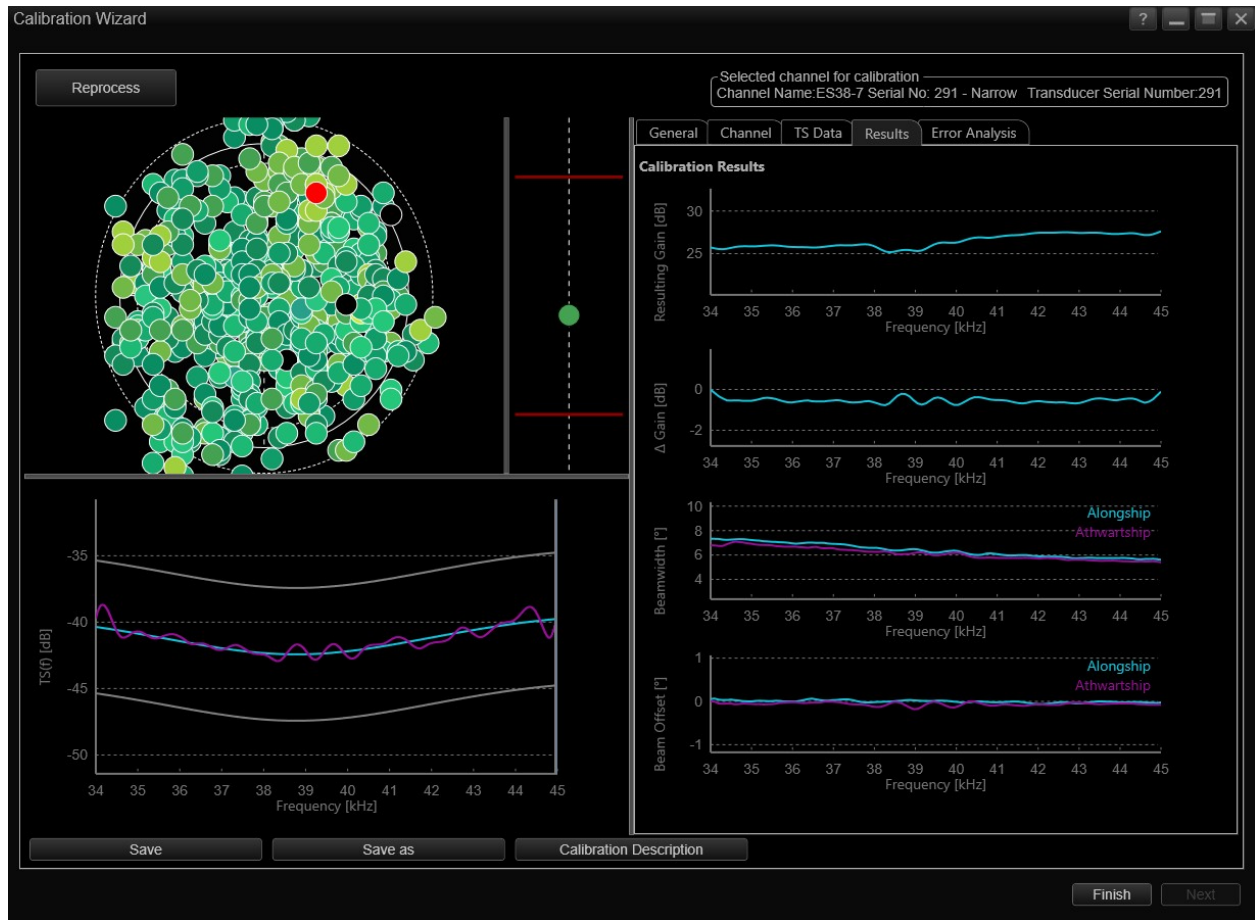 Calibration Wizard
?
Reprocess
Selected channel for calibration
Channel Name:ES38-7 Serial No: 291 - Narrow Transducer Serial Number:291
General Channel TS Data Results Error Analysis
Calibration Results
Resulting Gain [dB]
30
25
34 35 36 37 38 39 40 41 42 43 44 45
Frequency [kHz]
Δ Gain [dB]
0
-2
34 35 36 37 38 39 40 41 42 43 44 45
Frequency [kHz]
Beamwidth [°]
10
8
6
4
Alongship
Athwartship
34 35 36 37 38 39 40 41 42 43 44 45
Frequency [kHz]
Beam Offset [°]
1
0
-1
Alongship
Athwartship
34 35 36 37 38 39 40 41 42 43 44 45
Frequency [kHz]
TS(f) [dB]
-35
-40
-45
-50
34 35 36 37 38 39 40 41 42 43 44 45
Frequency [kHz]
Save Save as Calibration Description
Finish Next